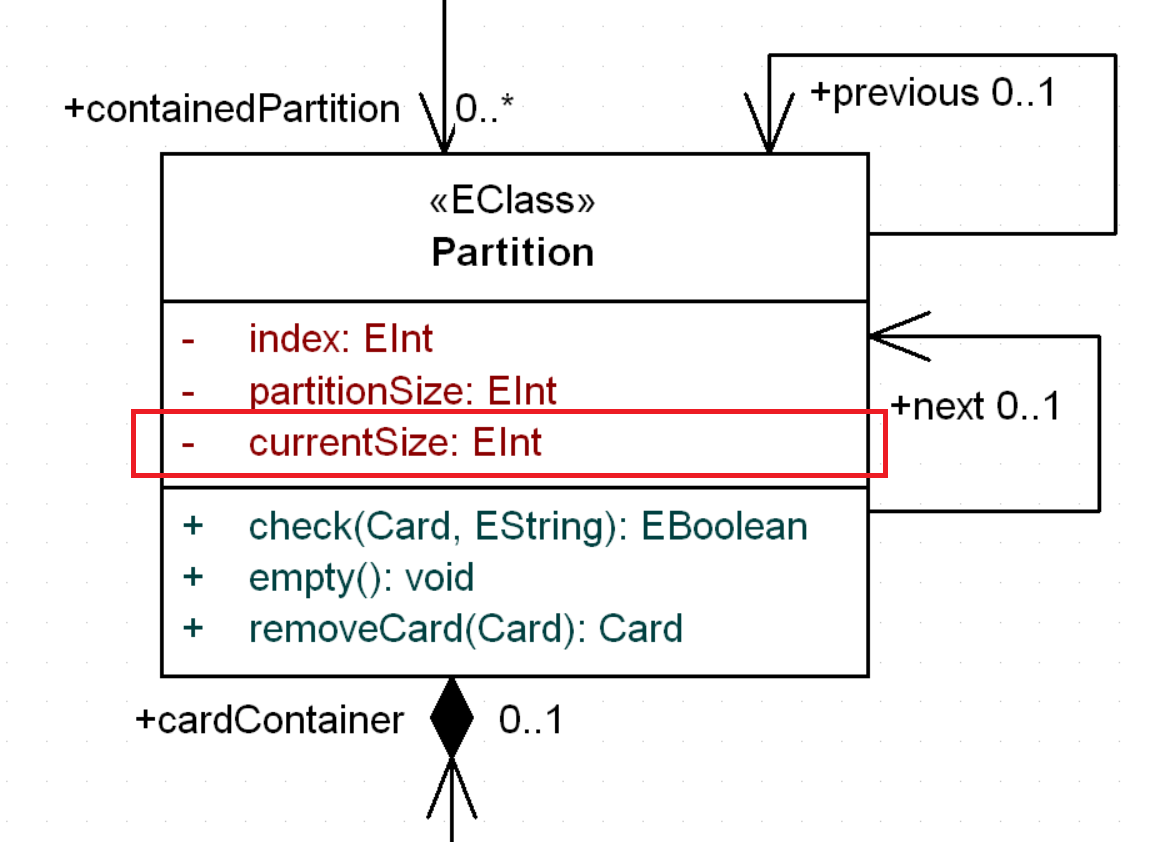 +previous 0..1
+containedPartition 0..*
«EClass»
Partition
- index: EInt
- partitionSize: EInt
- currentSize: EInt
+next 0..1
+ check(Card, EString): EBoolean
+ empty(): void
+ removeCard(Card): Card
+cardContainer 0..1